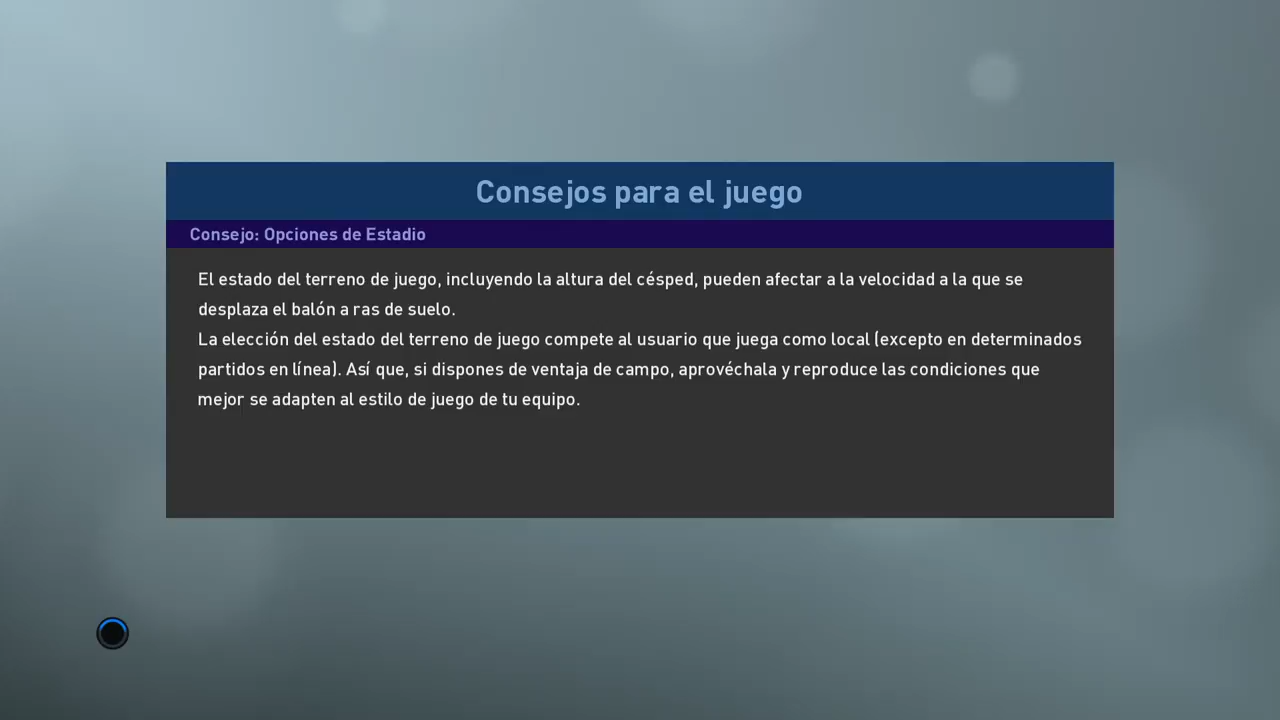 Consejos para el juego
Consejo: Opciones de Estadio
El estado del terreno de juego, incluyendo la altura del césped, pueden afectar a la velocidad a la que se
desplaza el balón a ras de suelo.
La elección del estado del terreno de juego compete al usuario que juega como local (excepto en determinados
partidos en línea). Así que, si dispones de ventaja de campo, aprovéchala y reproduce las condiciones que
mejor se adapten al estilo de juego de tu equipo.